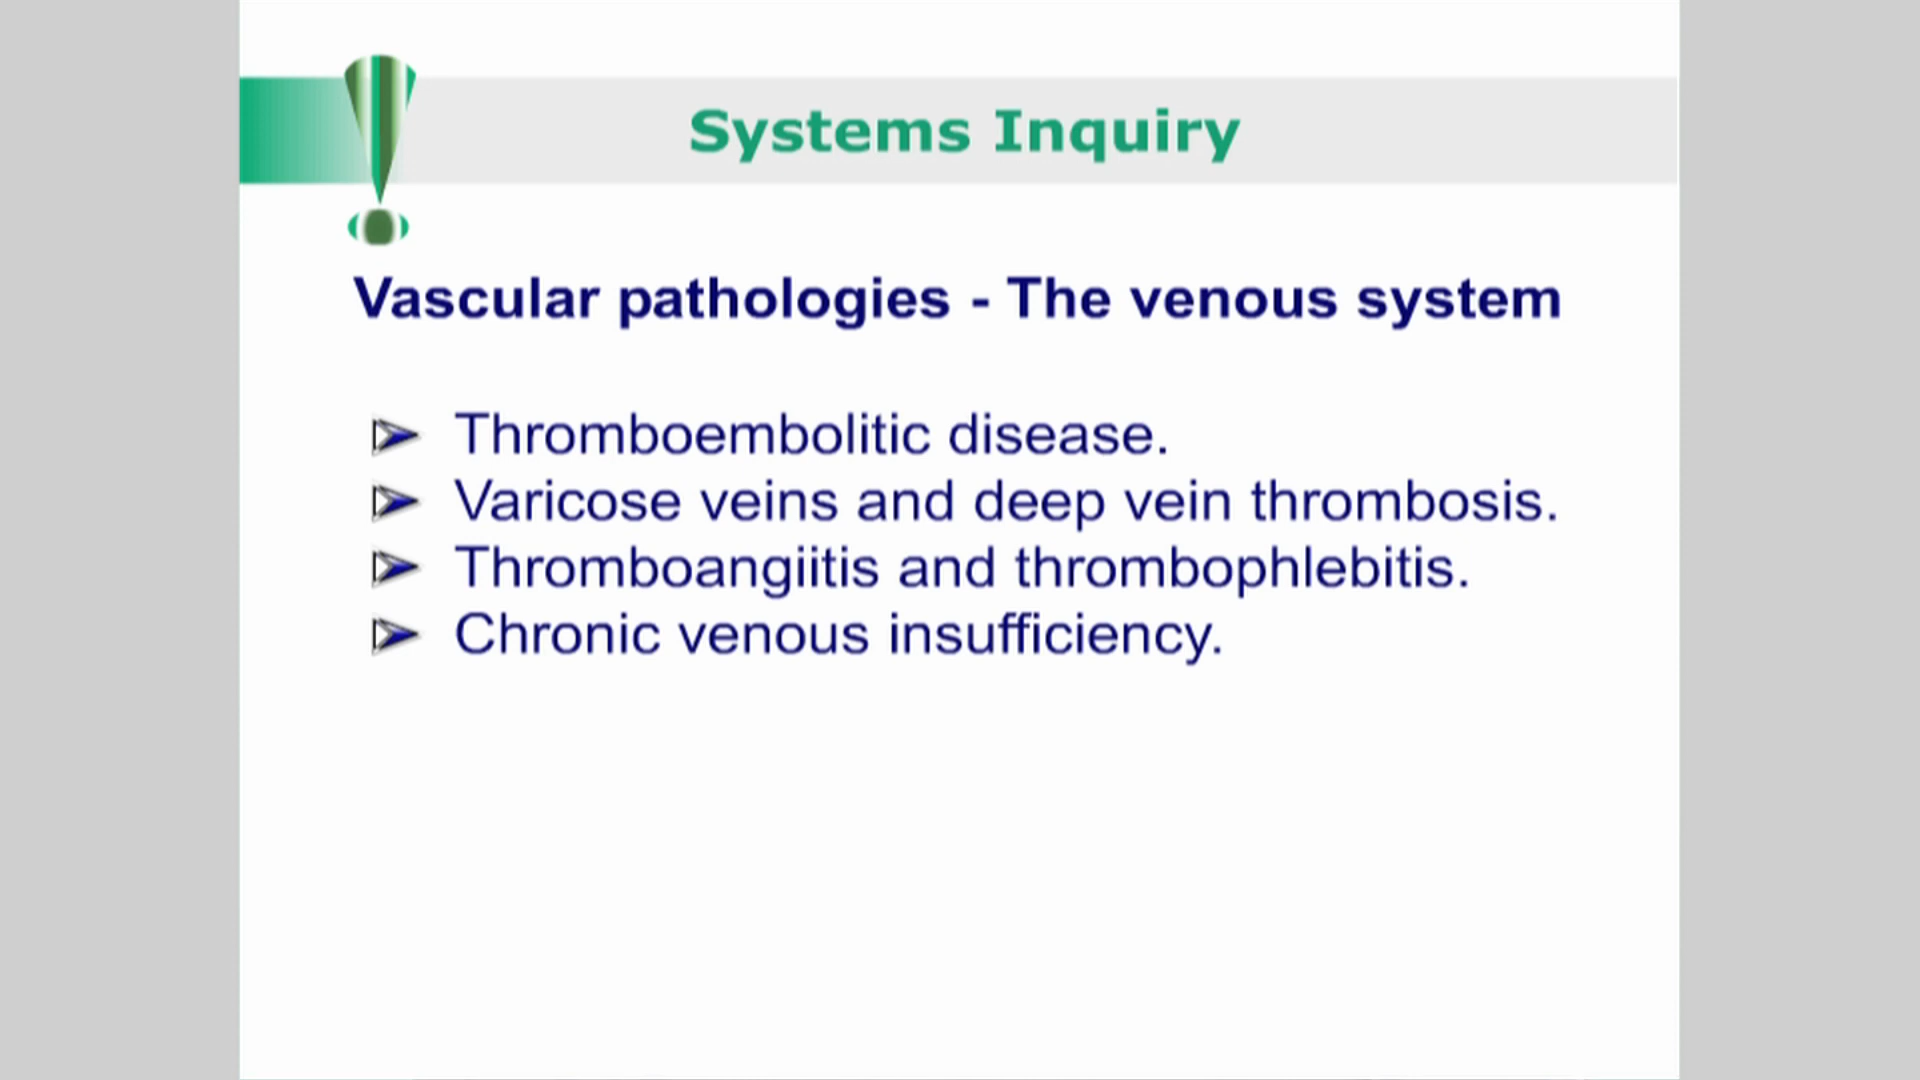 Systems Inquiry
Vascular pathologies - The venous system
Thromboembolitic disease.
Varicose veins and deep vein thrombosis.
Thromboangiitis and thrombophlebitis.
Chronic venous insufficiency.